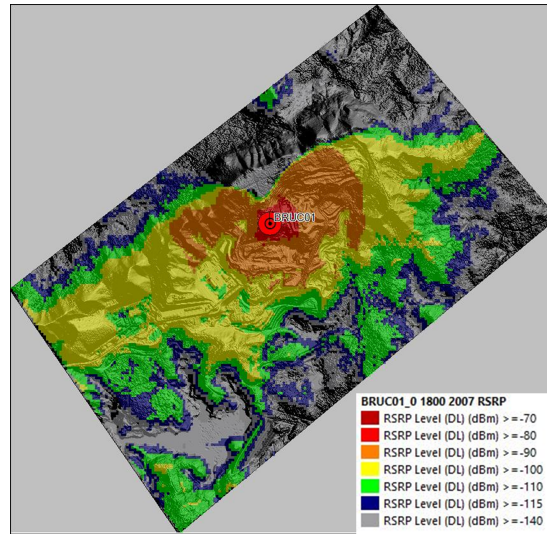 BRUC01
BRUC01_0 1800 2007 RSRP
RSRP Level (DL) (dBm) >=-70
RSRP Level (DL) (dBm) >=-80
RSRP Level (DL) (dBm) >=-90
RSRP Level (DL) (dBm) >=-100
RSRP Level (DL) (dBm) >=-110
RSRP Level (DL) (dBm) >=-115
RSRP Level (DL) (dBm) >=-140